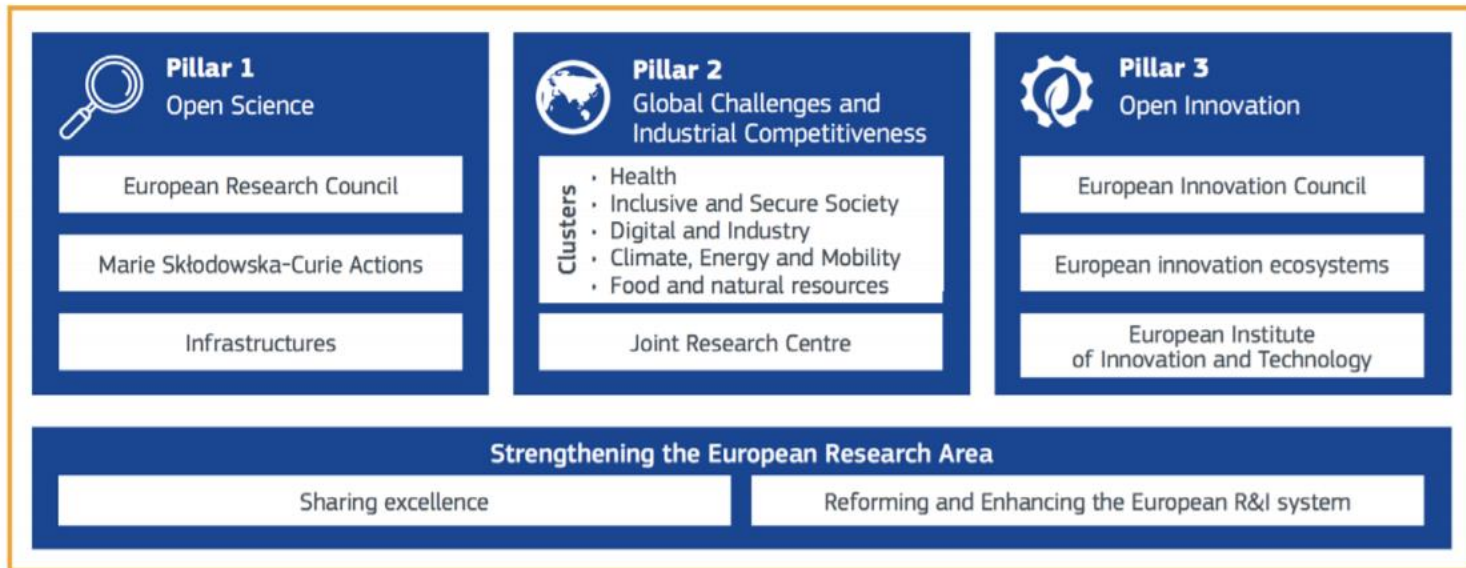 Pillar 1
Open Science
European Research Council
Marie Skłodowska-Curie Actions
Infrastructures
Pillar 2
Global Challenges and
Industrial Competitiveness
Clusters
· Health
· Inclusive and Secure Society
· Digital and Industry
· Climate, Energy and Mobility
· Food and natural resources
Joint Research Centre
Pillar 3
Open Innovation
European Innovation Council
European innovation ecosystems
European Institute
of Innovation and Technology
Strengthening the European Research Area
Sharing excellence
Reforming and Enhancing the European R&I system